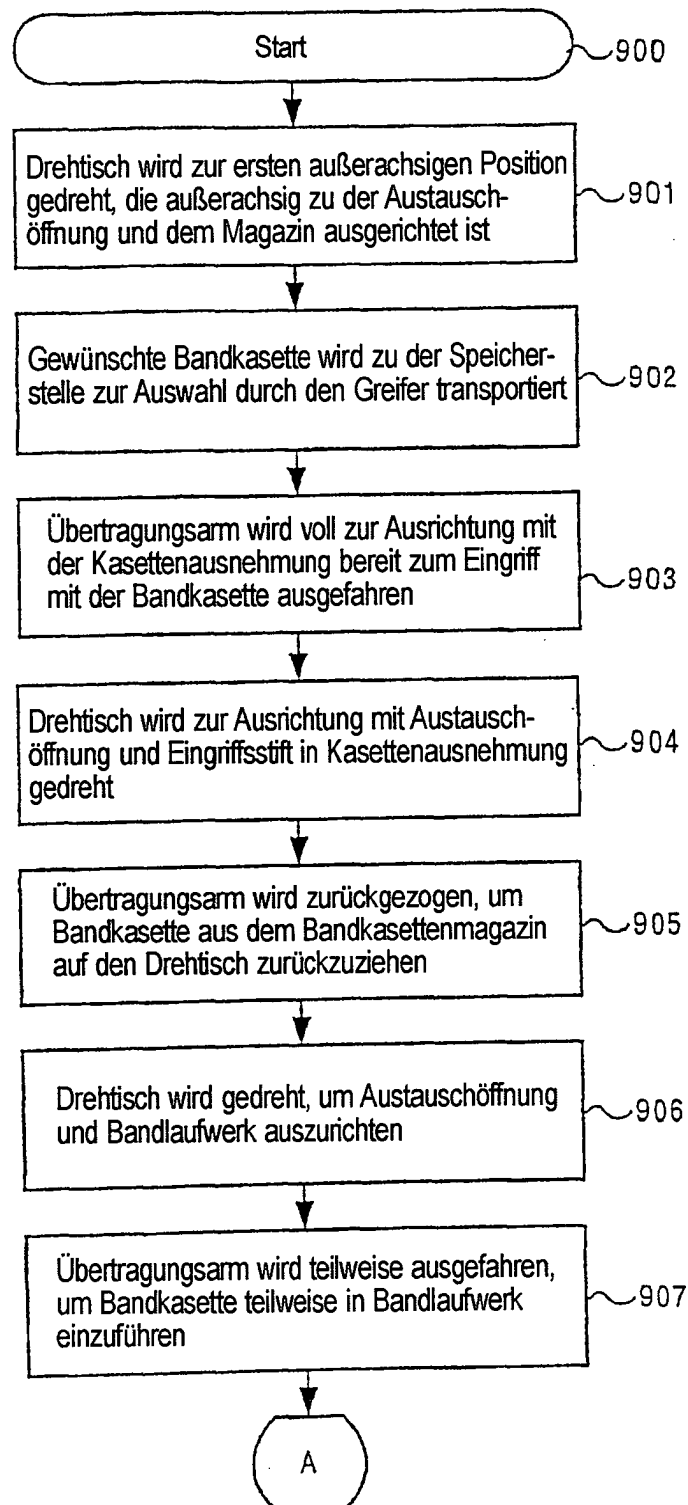 Start
900
Drehtisch wird zur ersten außerachsigen Position
gedreht, die außerachsig zu der Austausch-
öffnung und dem Magazin ausgerichtet ist
901
Gewünschte Bandkasette wird zu der Speicher-
stelle zur Auswahl durch den Greifer transportiert
902
Übertragungsarm wird voll zur Ausrichtung mit
der Kasettenausnehmung bereit zum Eingriff
mit der Bandkasette ausgefahren
903
Drehtisch wird zur Ausrichtung mit Austausch-
öffnung und Eingriffsstift in Kasettenausnehmung
gedreht
904
Übertragungsarm wird zurückgezogen, um
Bandkasette aus dem Bandkasettenmagazin
auf den Drehtisch zurückzuziehen
905
Drehtisch wird gedreht, um Austauschöffnung
und Bandlaufwerk auszurichten
906
Übertragungsarm wird teilweise ausgefahren,
um Bandkasette teilweise in Bandlaufwerk
einzuführen
907
A